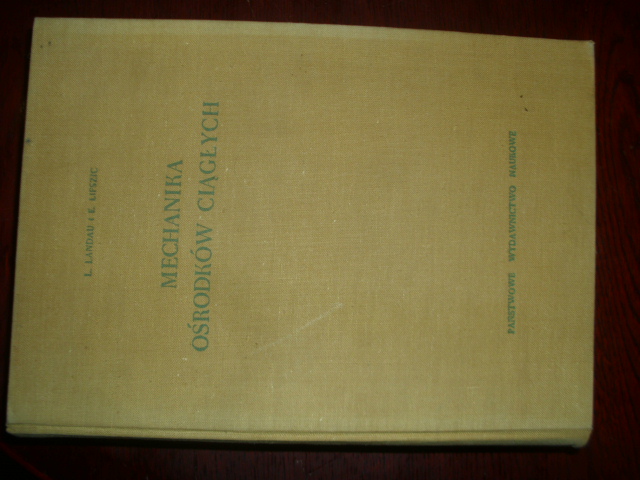 L. LANDAU I E. LIFSZIC
MECHANIKA
OŚRODKÓW CIĄGŁYCH
PAŃSTWOWE WYDAWNICTWO NAUKOWE